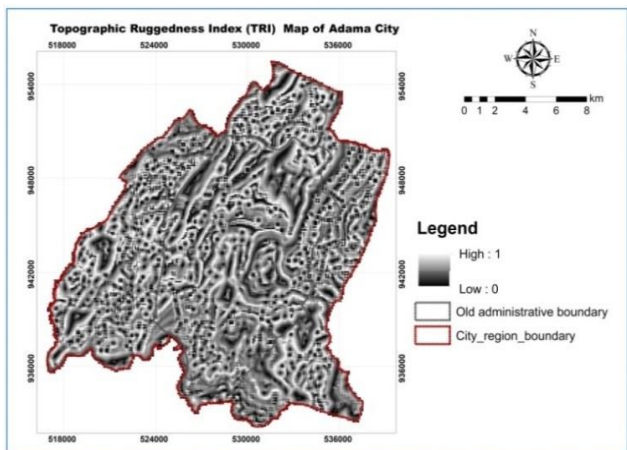 Topographic Ruggedness Index (TRI) Map of Adama City
518000 524000 530000 536000
954000
948000
942000
936000
954000
948000
942000
936000
518000 524000 530000 536000
N
W E
S
km
0 1 2 4 6 8
Legend
High : 1
Low : 0
Old administrative boundary
City_region_boundary